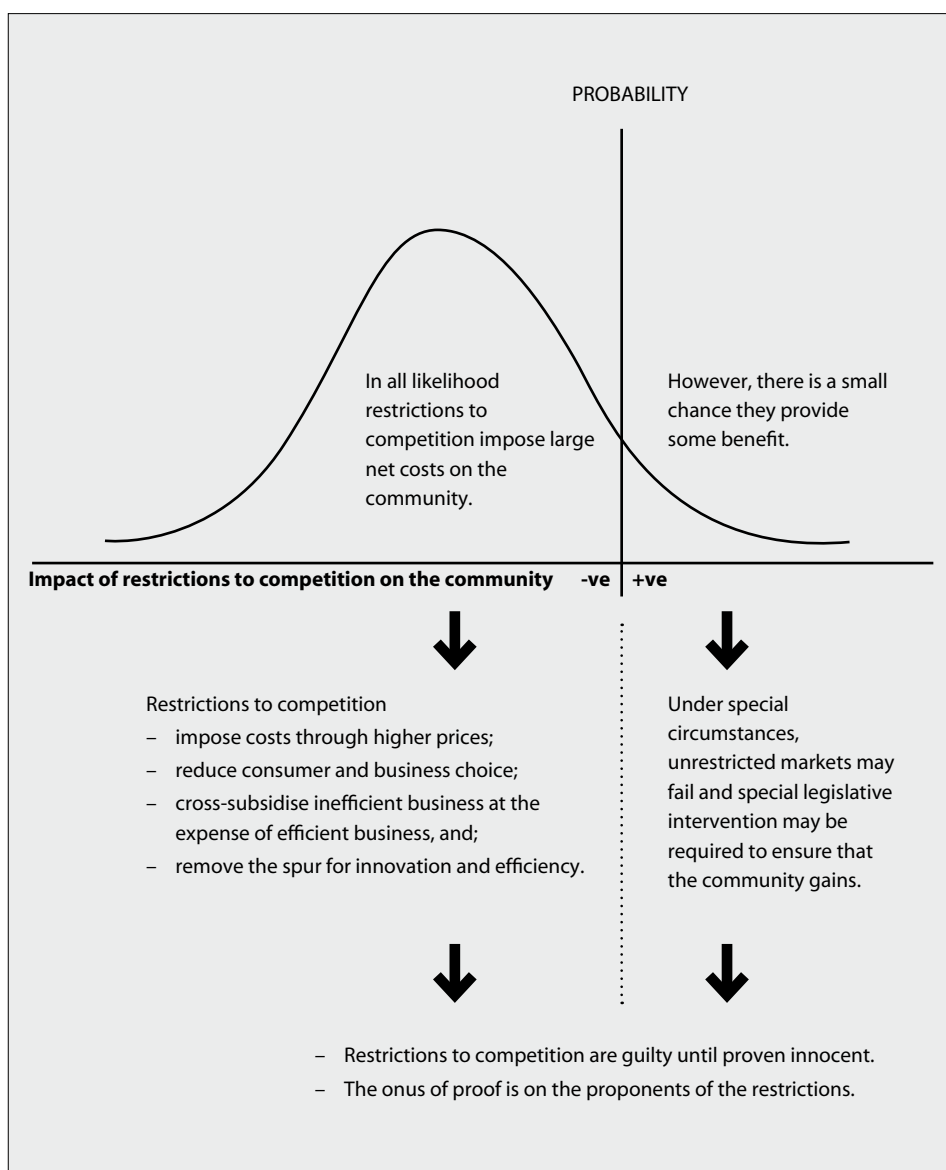 PROBABILITY
In all likelihood
restrictions to
competition impose large
net costs on the
community.
However, there is a small
chance they provide
some benefit.
Impact of restrictions to competition on the community -ve +ve
Restrictions to competition
– impose costs through higher prices;
– reduce consumer and business choice;
– cross-subsidise inefficient business at the
expense of efficient business, and;
– remove the spur for innovation and efficiency.
Under special
circumstances,
unrestricted markets may
fail and special legislative
intervention may be
required to ensure that
the community gains.
– Restrictions to competition are guilty until proven innocent.
– The onus of proof is on the proponents of the restrictions.